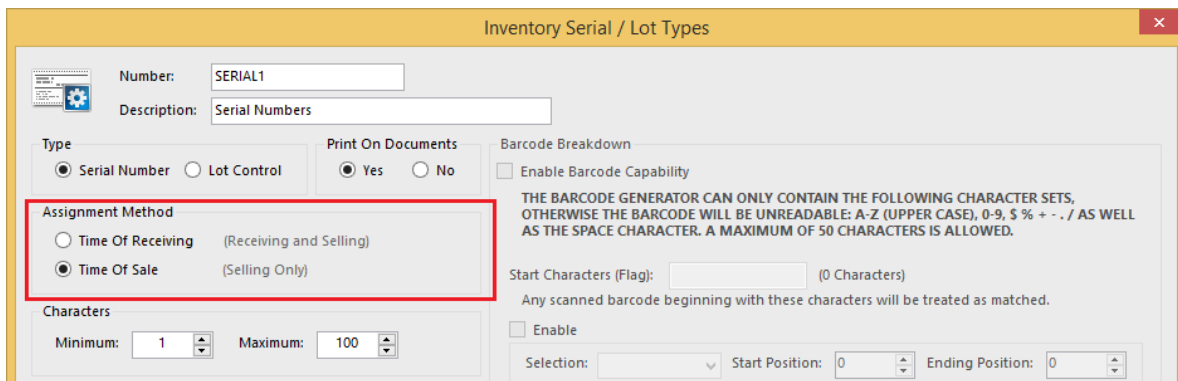 Inventory Serial / Lot Types
Number: SERIAL1
Description: Serial Numbers
Type
Serial Number Lot Control
Print On Documents
Yes No
Assignment Method
Time Of Receiving (Receiving and Selling)
Time Of Sale (Selling Only)
Characters
Minimum: 1 Maximum: 100
Barcode Breakdown
Enable Barcode Capability
THE BARCODE GENERATOR CAN ONLY CONTAIN THE FOLLOWING CHARACTER SETS,
OTHERWISE THE BARCODE WILL BE UNREADABLE: A-Z (UPPER CASE), 0-9, $ % + - . / AS WELL
AS THE SPACE CHARACTER. A MAXIMUM OF 50 CHARACTERS IS ALLOWED.
Start Characters (Flag): (0 Characters)
Any scanned barcode beginning with these characters will be treated as matched.
Enable
Selection: Start Position: 0 Ending Position: 0